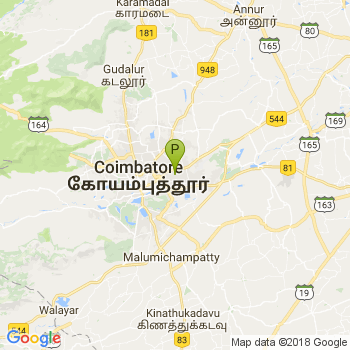 Karamadai
காரமடை
Annur
அன்னூர்
181
80
165
Gudalur
கடலூர்
948
544
164
165
P
Coimbatore
கோயம்புத்தூர்
81
163
Malumichampatty
19
Walayar
Kinathukadavu
கிணத்துக்கடவு
544
83
Google
Map data ©2018 Google